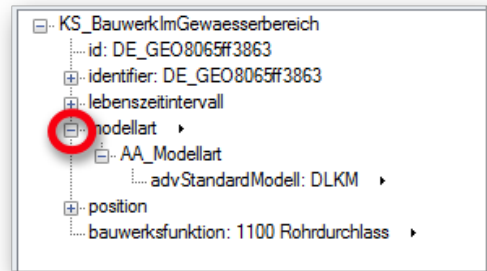 KS_BauwerkImGewaesserbereich
id: DE_GEO8065ff3863
identifier: DE_GEO8065ff3863
lebenszeitintervall
modellart
AA_Modellart
advStandardModell: DLKM
position
bauwerksfunktion: 1100 Rohrdurchlass